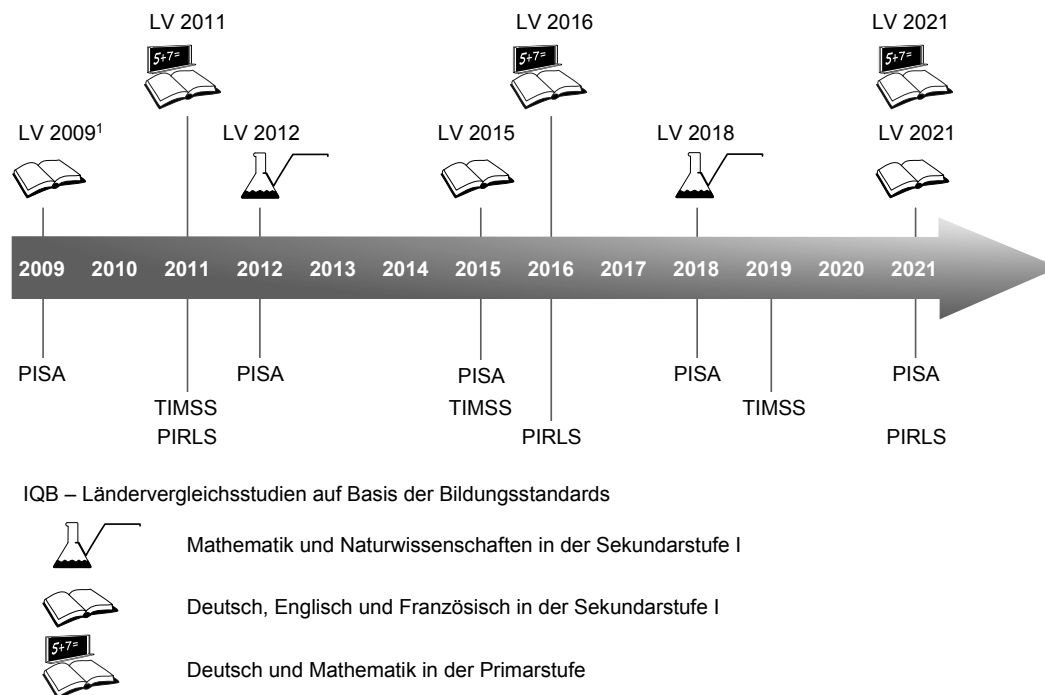 LV 2011 LV 2016 LV 2021
5+7= 5+7= 5+7=
LV 2009¹ LV 2012 LV 2015 LV 2018 LV 2021
2009 2010 2011 2012 2013 2014 2015 2016 2017 2018 2019 2020 2021
PISA PISA PISA PISA PISA
TIMSS TIMSS TIMSS
PIRLS PIRLS PIRLS
IQB – Ländervergleichsstudien auf Basis der Bildungsstandards
Mathematik und Naturwissenschaften in der Sekundarstufe I
Deutsch, Englisch und Französisch in der Sekundarstufe I
5+7=
Deutsch und Mathematik in der Primarstufe